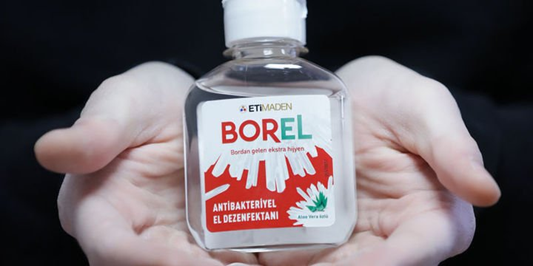 ETİMADEN
BOREL
Bordan gelen ekstra hijyen
ANTİBAKTERİYEL
EL DEZENFEKTANI
Aloe Vera özlü